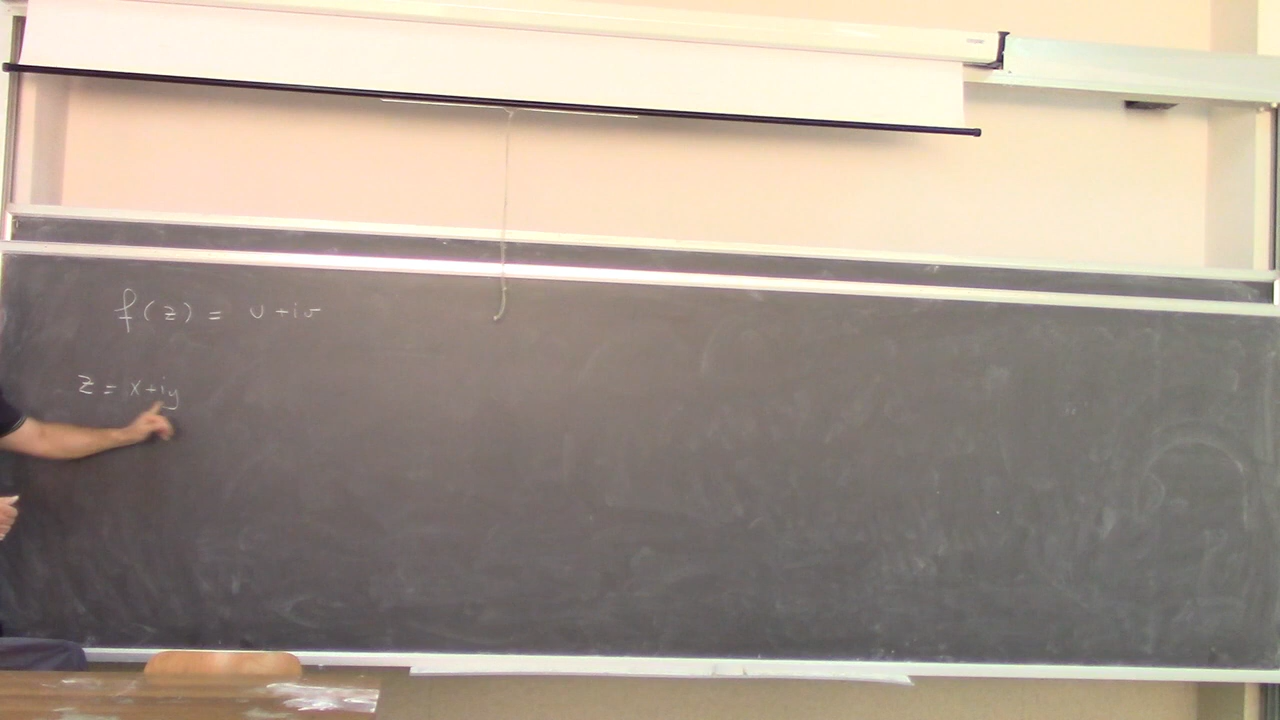 f(z) = u+iv
z = x+iy